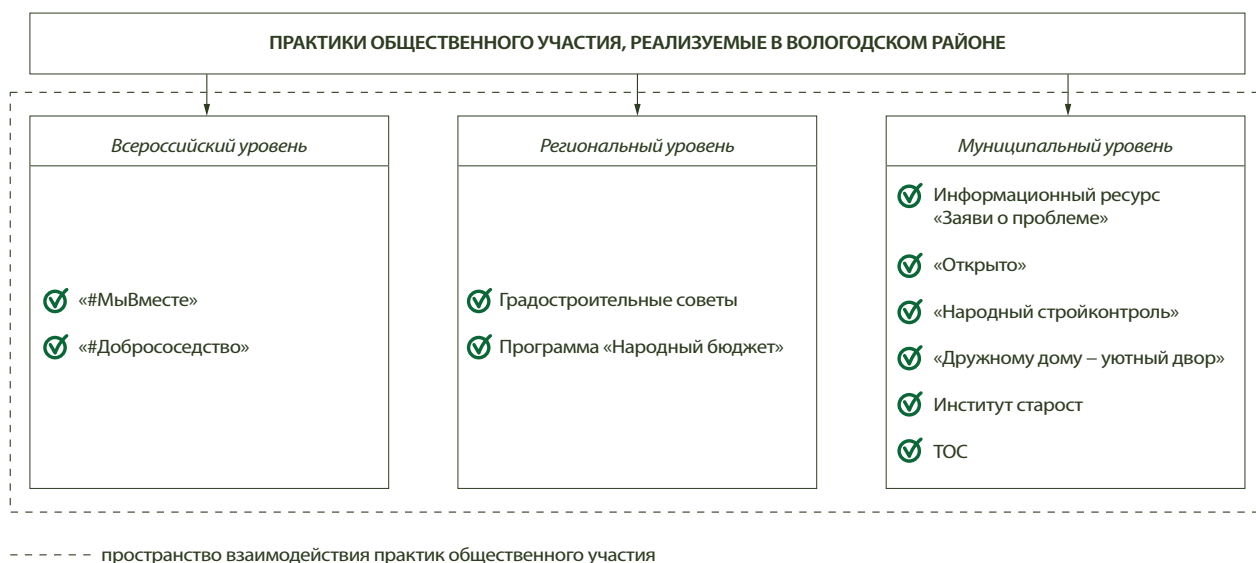 ПРАКТИКИ ОБЩЕСТВЕННОГО УЧАСТИЯ, РЕАЛИЗУЕМЫЕ В ВОЛОГОДСКОМ РАЙОНЕ
Всероссийский уровень
«#МыВместе»
«#Добрососедство»
Региональный уровень
Градостроительные советы
Программа «Народный бюджет»
Муниципальный уровень
Информационный ресурс
«Заяви о проблеме»
«Открыто»
«Народный стройконтроль»
«Дружному дому – уютный двор»
Институт старост
ТОС
пространство взаимодействия практик общественного участия